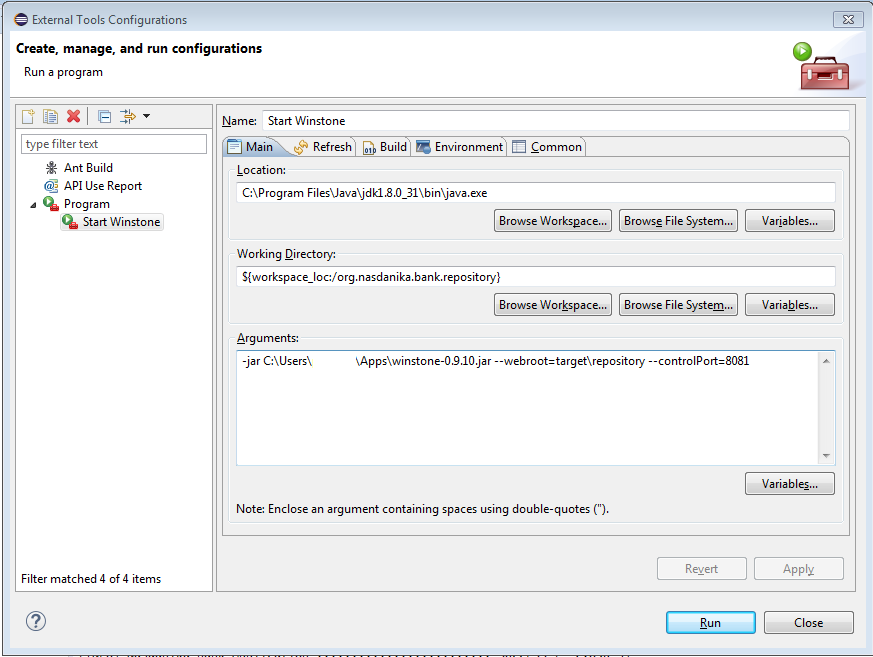 External Tools Configurations
Create, manage, and run configurations
Run a program
type filter text
Ant Build
API Use Report
Program
Start Winstone
Filter matched 4 of 4 items
Name: Start Winstone
Main Refresh Build Environment Common
Location:
C:\Program Files\Java\jdk1.8.0_31\bin\java.exe
Browse Workspace... Browse File System... Variables...
Working Directory:
${workspace_loc:/org.nasdanika.bank.repository}
Browse Workspace... Browse File System... Variables...
Arguments:
-jar C:\Users\ \Apps\winstone-0.9.10.jar --webroot=target\repository --controlPort=8081
Variables...
Note: Enclose an argument containing spaces using double-quotes (").
Revert Apply
? Run Close